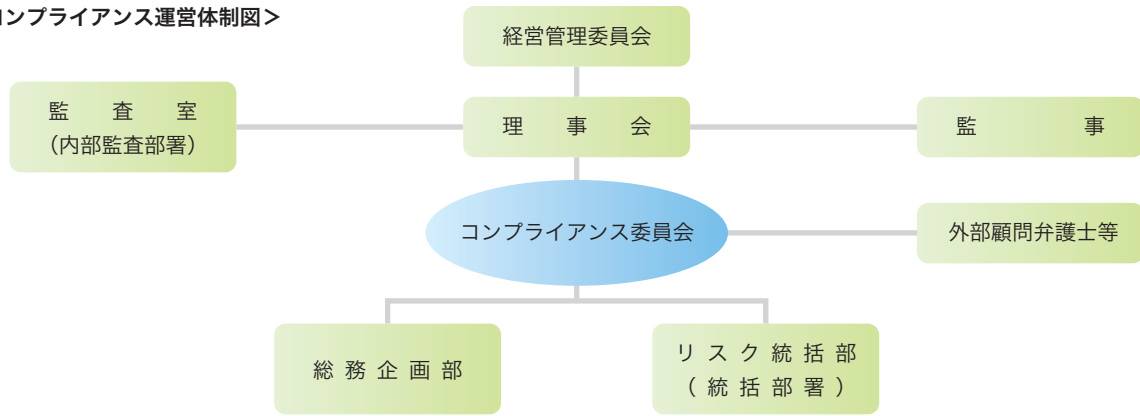 ンプライアンス運営体制図＞
経営管理委員会
監査室
（内部監査部署）
理事会
監事
コンプライアンス委員会
外部顧問弁護士等
総務企画部
リスク統括部
（統括部署）